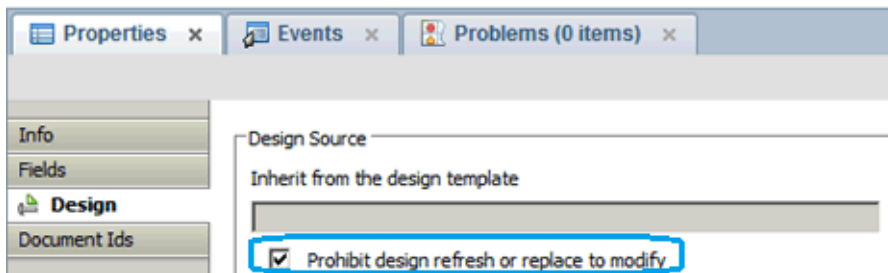 Properties x Events x Problems (0 items) x
Info
Design Source
Fields
Inherit from the design template
Design
Document Ids
Prohibit design refresh or replace to modify